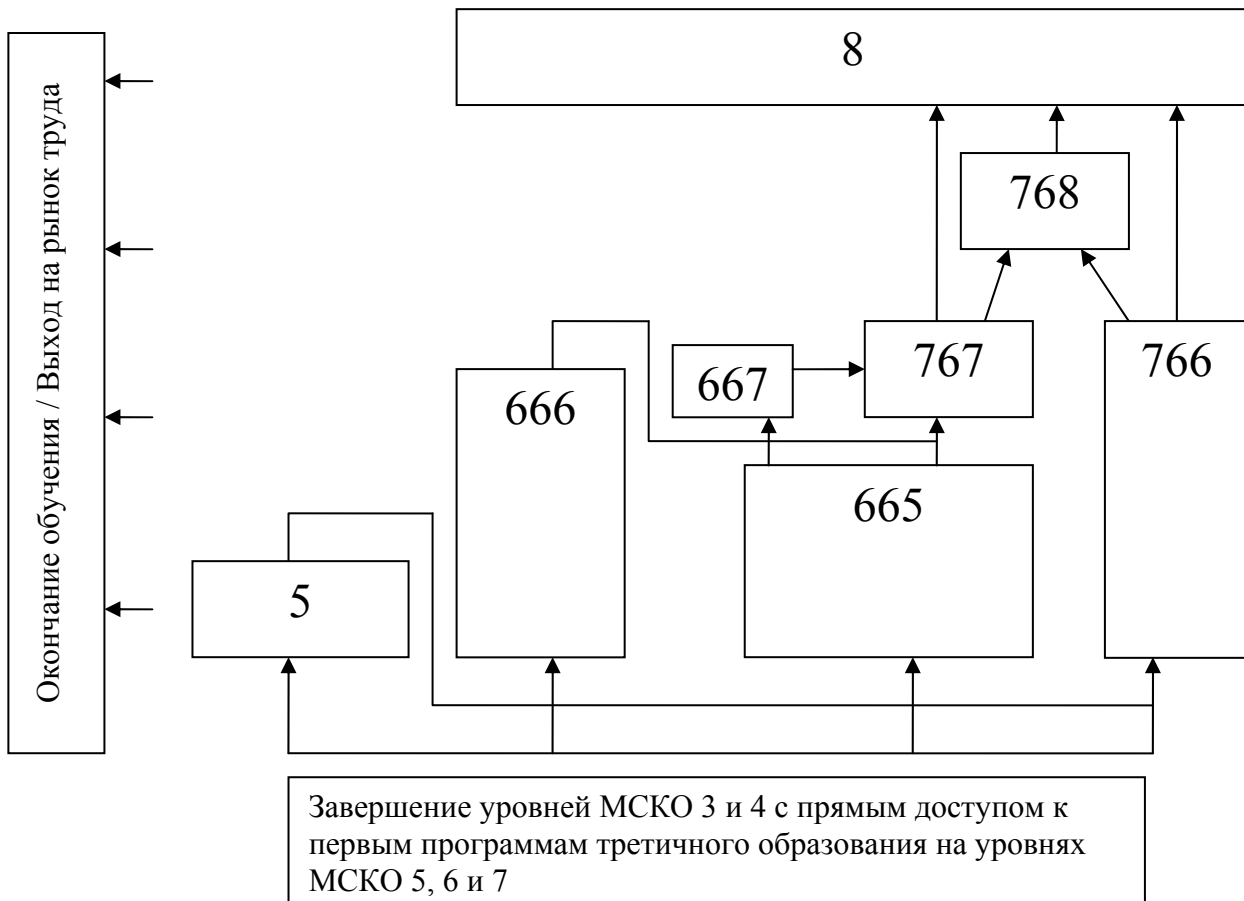 8
Окончание обучения / Выход на рынок труда
768
767
766
667
666
665
5
Завершение уровней МСКО 3 и 4 с прямым доступом к
первым программам третичного образования на уровнях
МСКО 5, 6 и 7